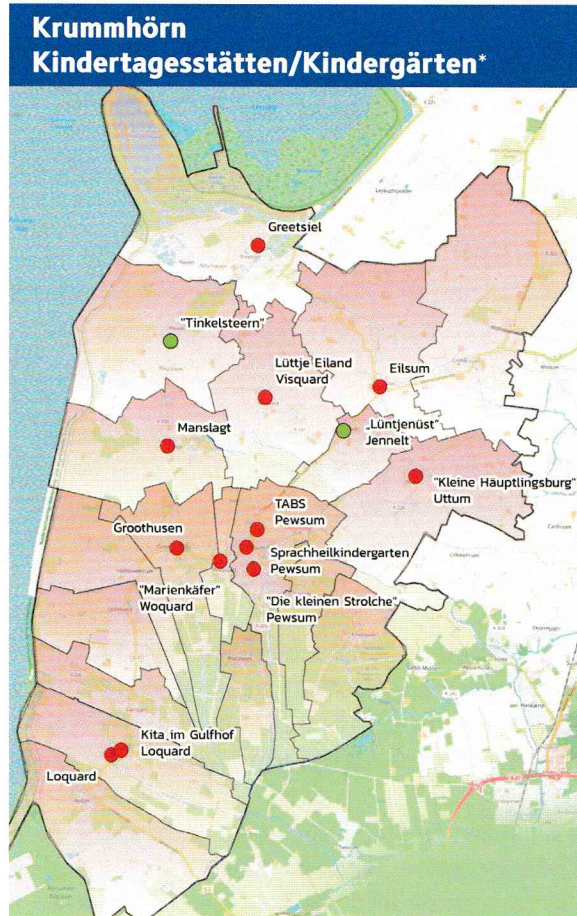 Krummhörn
Kindertagesstätten/Kindergärten*
Greetsiel
"Tinkelsteern"
Lüttje Eiland
Visquard
Eilsum
„Lüntjenüst"
Jennelt
Manslagt
"Kleine Häuptlingsburg"
Uttum
TABS
Pewsum
Groothusen
Sprachheilkindergarten
Pewsum
"Marienkäfer"
Woquard
"Die kleinen Strolche"
Pewsum
Kita im Gulfhof
Loquard
Loquard